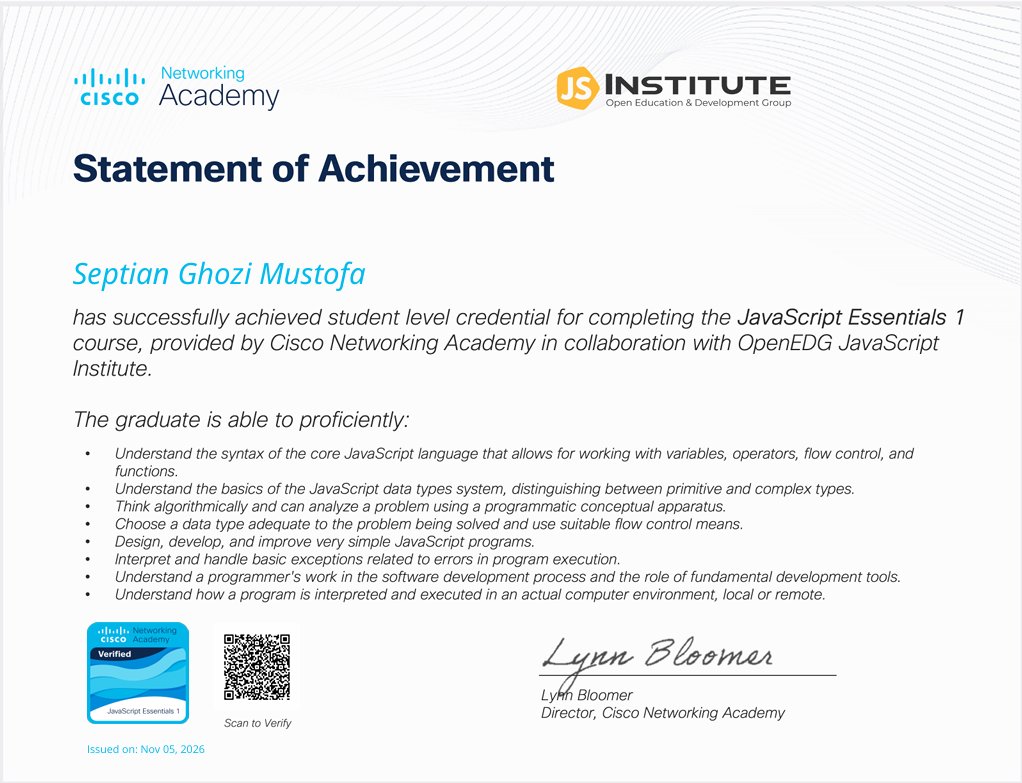 Networking
CISCO Academy
JS INSTITUTE
Open Education & Development Group
Statement of Achievement
Septian Ghozi Mustofa
has successfully achieved student level credential for completing the JavaScript Essentials 1
course, provided by Cisco Networking Academy in collaboration with OpenEDG JavaScript
Institute.
The graduate is able to proficiently:
• Understand the syntax of the core JavaScript language that allows for working with variables, operators, flow control, and
functions.
• Understand the basics of the JavaScript data types system, distinguishing between primitive and complex types.
• Think algorithmically and can analyze a problem using a programmatic conceptual apparatus.
• Choose a data type adequate to the problem being solved and use suitable flow control means.
• Design, develop, and improve very simple JavaScript programs.
• Interpret and handle basic exceptions related to errors in program execution.
• Understand a programmer's work in the software development process and the role of fundamental development tools.
• Understand how a program is interpreted and executed in an actual computer environment, local or remote.
Networking
CISCO Academy
Verified
JavaScript Essentials 1
Scan to Verify
Lynn Bloomer
Lynn Bloomer
Director, Cisco Networking Academy
Issued on: Nov 05, 2026